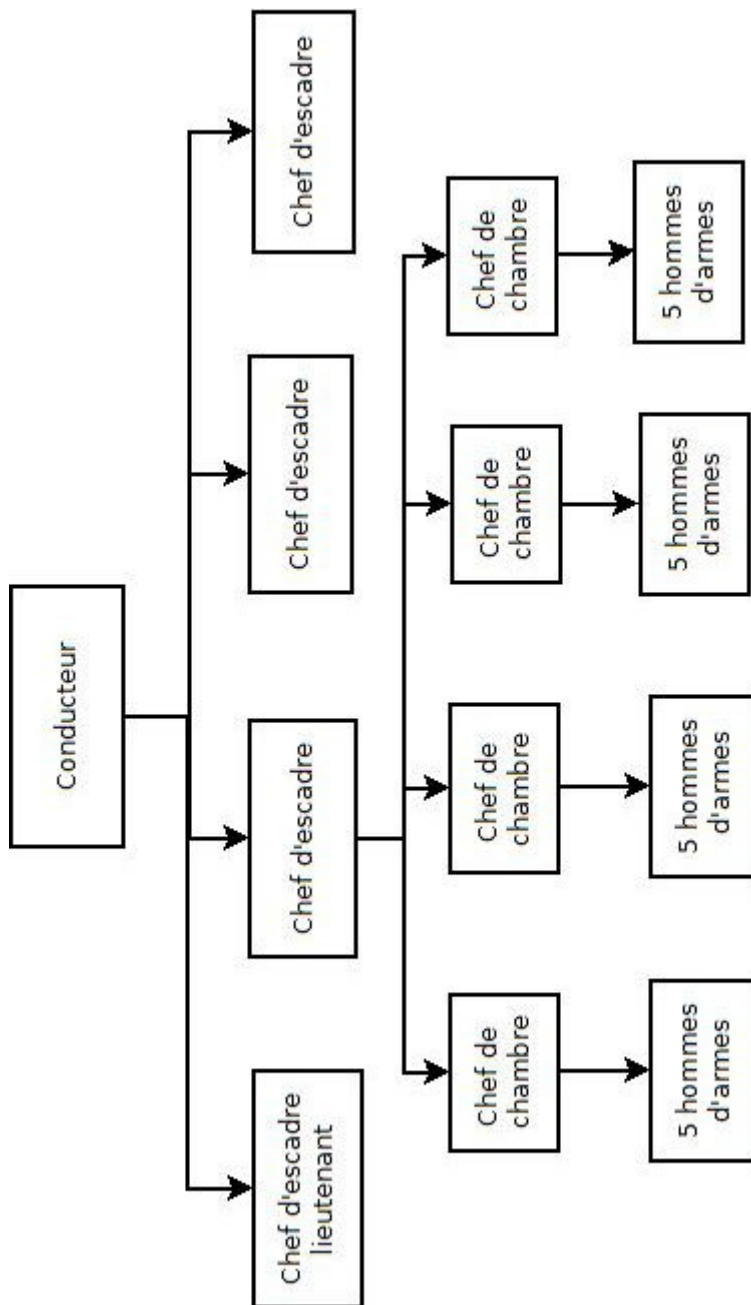 Conducteur
Chef d'escadre
lieutenant
Chef d'escadre
Chef d'escadre
Chef d'escadre
Chef de
chambre
Chef de
chambre
Chef de
chambre
Chef de
chambre
5 hommes
d'armes
5 hommes
d'armes
5 hommes
d'armes
5 hommes
d'armes